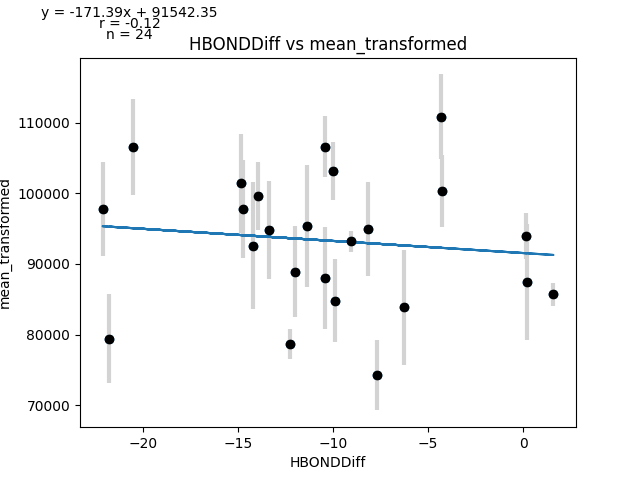 y = -171.39x + 91542.35
r = -0.12
n = 24
HBONDDiff vs mean_transformed
110000
100000
90000
80000
70000
mean_transformed
−20
−15
−10
−5
0
HBONDDiff